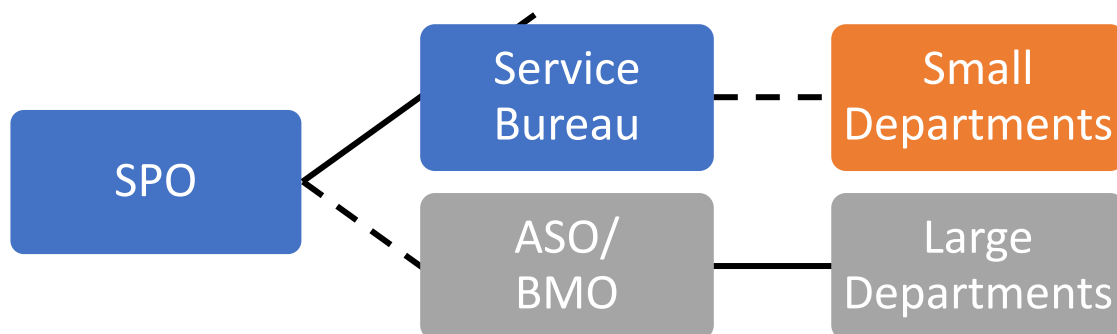 SPO
Service
Bureau
Small
Departments
ASO/
BMO
Large
Departments